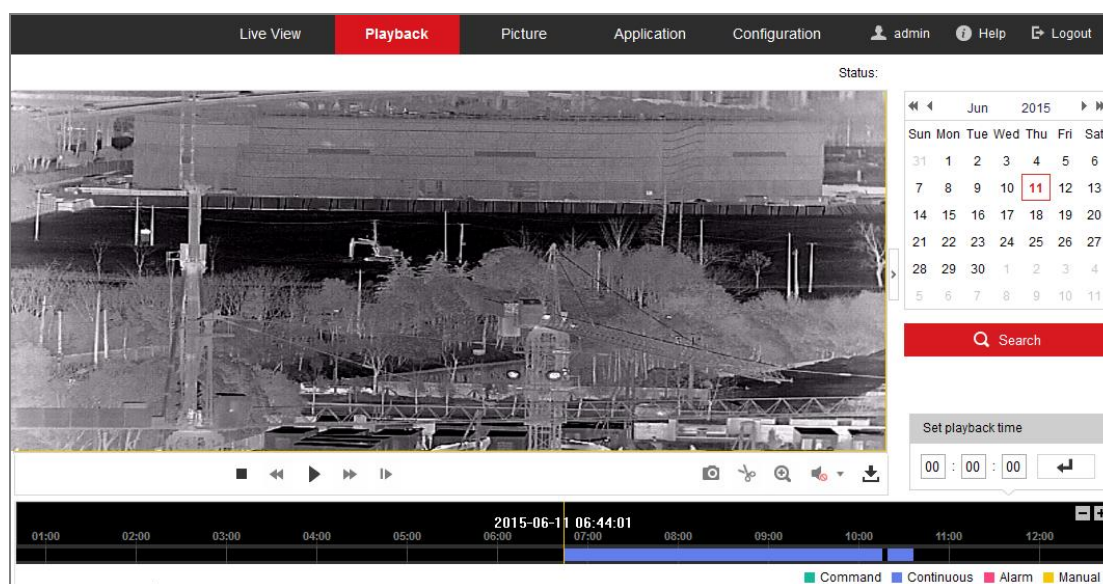 Live View Playback Picture Application Configuration admin Help Logout
Status:
Jun 2015
Sun Mon Tue Wed Thu Fri Sat
31 1 2 3 4 5 6
7 8 9 10 11 12 13
14 15 16 17 18 19 20
21 22 23 24 25 26 27
28 29 30 1 2 3 4
5 6 7 8 9 10 11
Search
Set playback time
00 : 00 : 00
2015-06-11 06:44:01
01:00 02:00 03:00 04:00 05:00 06:00 07:00 08:00 09:00 10:00 11:00 12:00
Command Continuous Alarm Manual